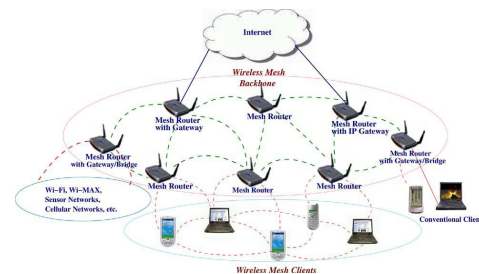 Internet
Wireless Mesh
Backbone
Mesh Router
with Gateway
Mesh Router
Mesh Router
with IP Gateway
Mesh Router
with Gateway/Bridge
Mesh Router
with Gateway/Bridge
Mesh Router
Mesh Router
Mesh Router
Wi-Fi, Wi-MAX,
Sensor Networks,
Cellular Networks, etc.
Conventional Clien
Wireless Mesh Clients